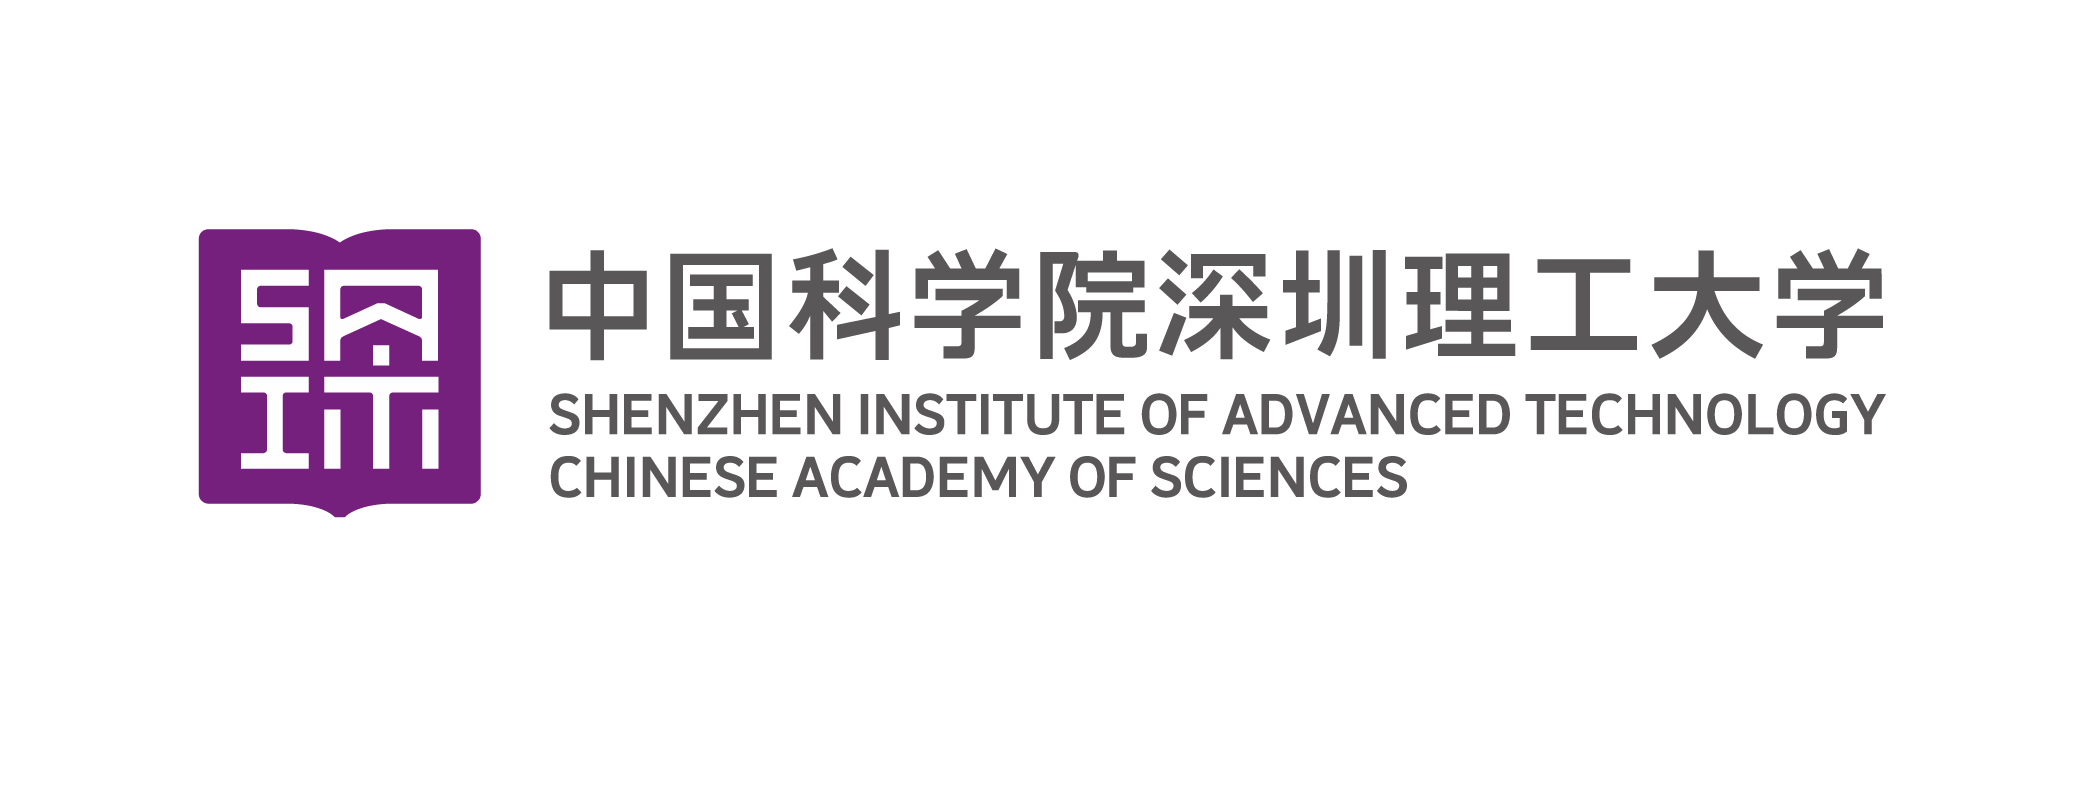 中国科学院深圳理工大学
SHENZHEN INSTITUTE OF ADVANCED TECHNOLOGY
CHINESE ACADEMY OF SCIENCES